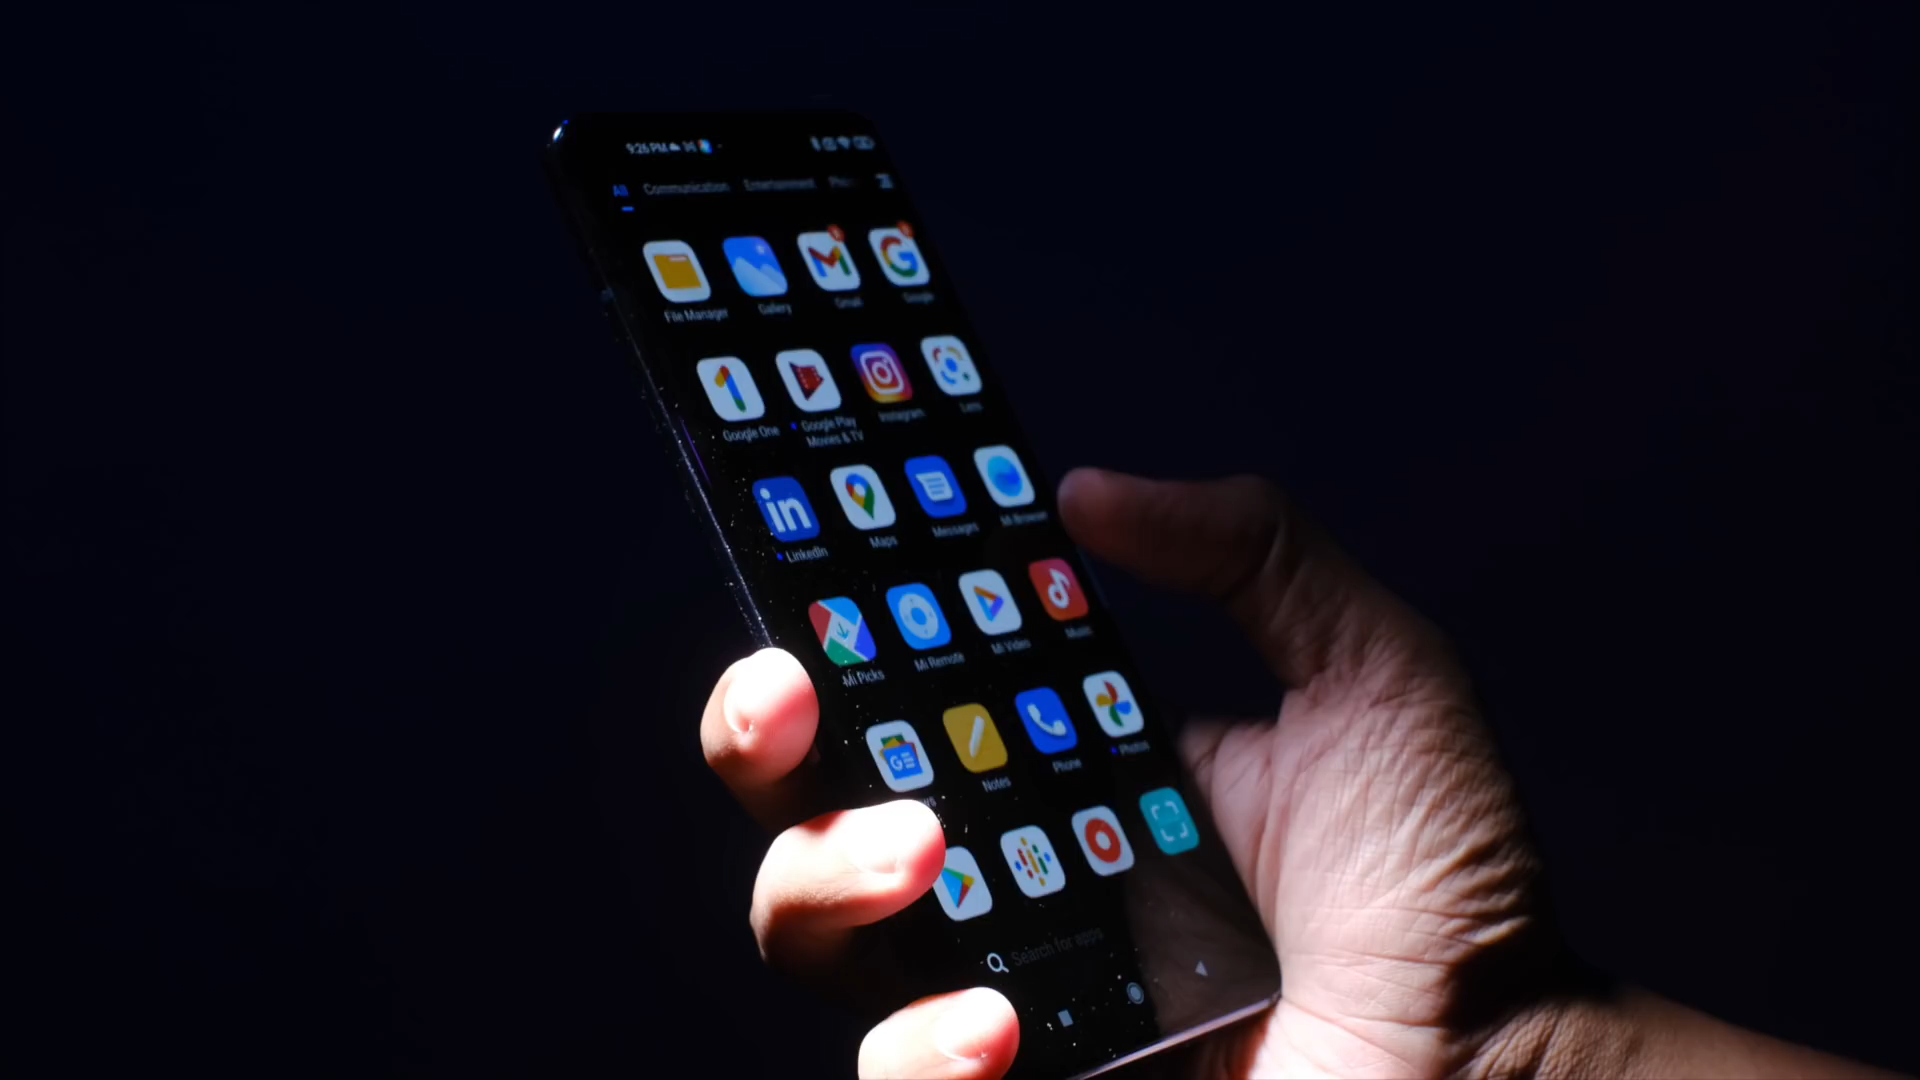 9:26 PM
All Communication Entertainment
File Manager Gallery Gmail Google
Google One Google Play Instagram Lens
Movies & TV
in
LinkedIn Maps Messages Mi Browser
Mi Picks Mi Remote Mi Video Music
GE
Notes Phone Photos
Search for apps